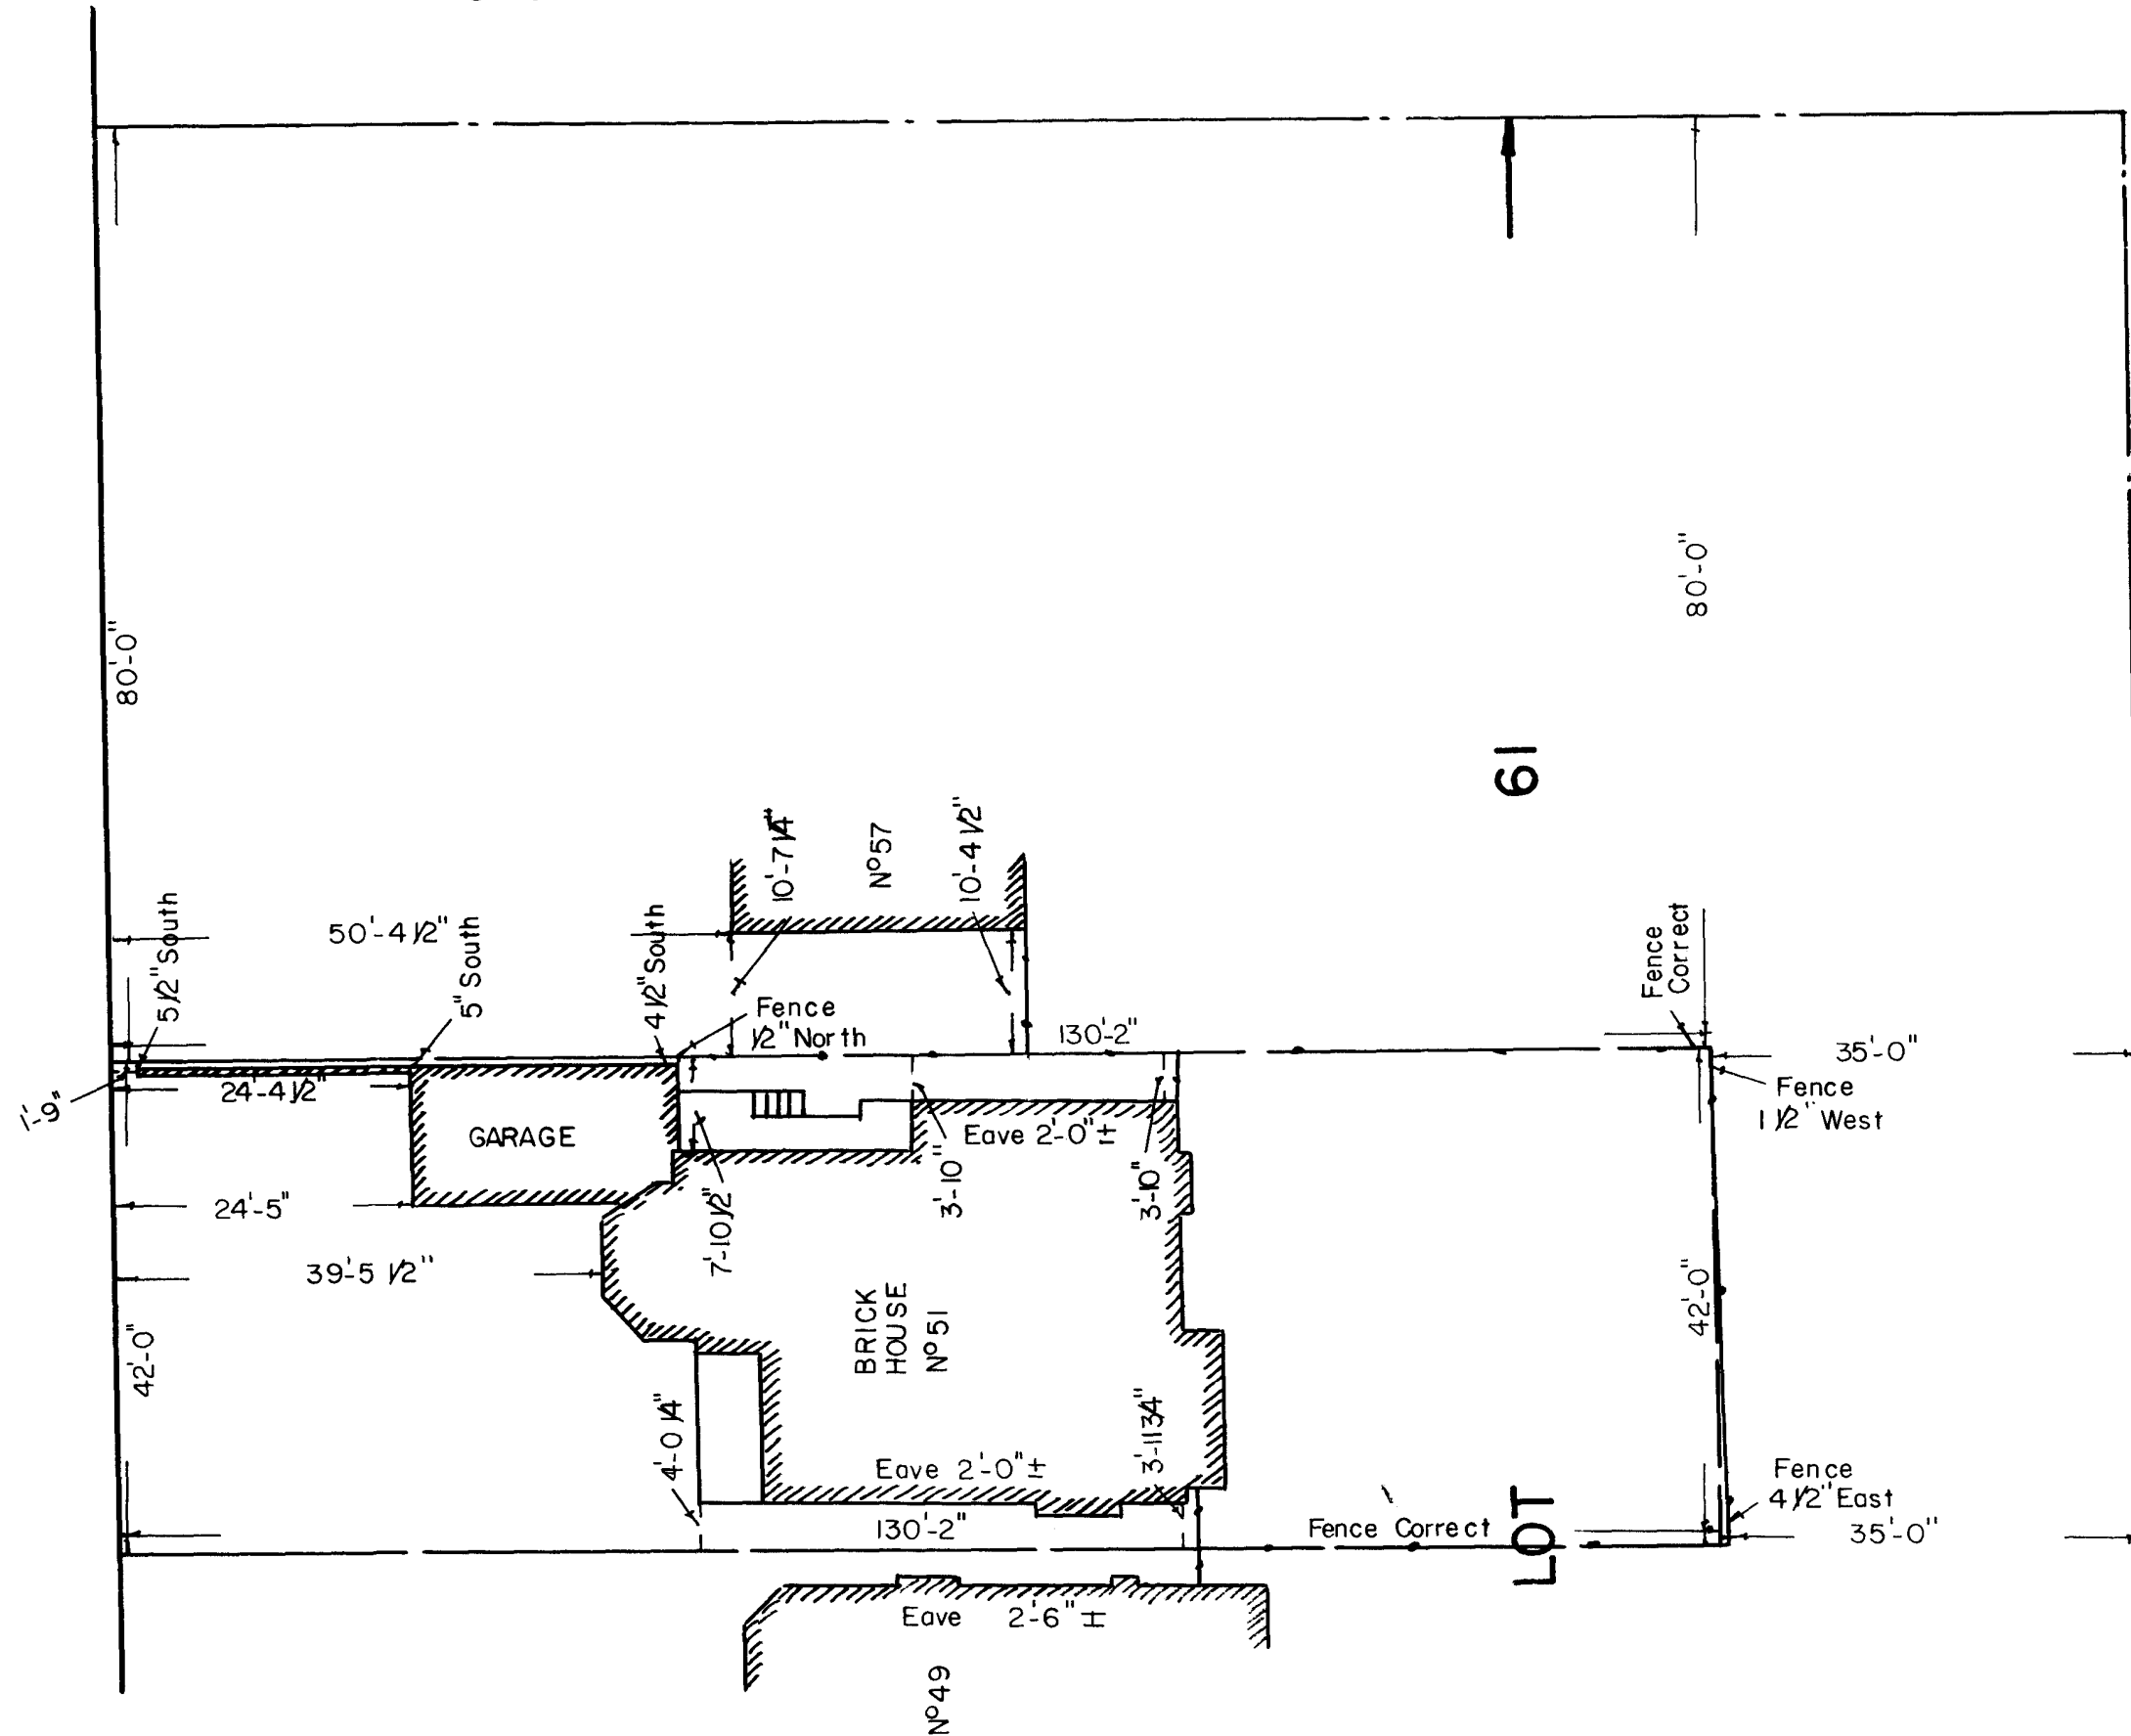 80'-0"
80'-0"
61
50'-4 1/2"
5 1/2" South
5" South
4 1/2" South
10'-7 1/4"
Nº57
10'-4 1/2"
Fence
1/2" North
130'-2"
Fence
Correct
35'-0"
Fence
1 1/2" West
1'-9"
24'-4 1/2"
GARAGE
Eave 2'-0"±
24'-5"
7'-10 1/2"
3'-10"
3'-10"
39'-5 1/2"
42'-0"
BRICK
HOUSE
Nº51
42'-0"
4'-0 1/4"
3'-11 3/4"
Eave 2'-0"±
130'-2"
Fence Correct
LOT
Fence
4 1/2" East
35'-0"
Eave 2'-6"±
Nº49